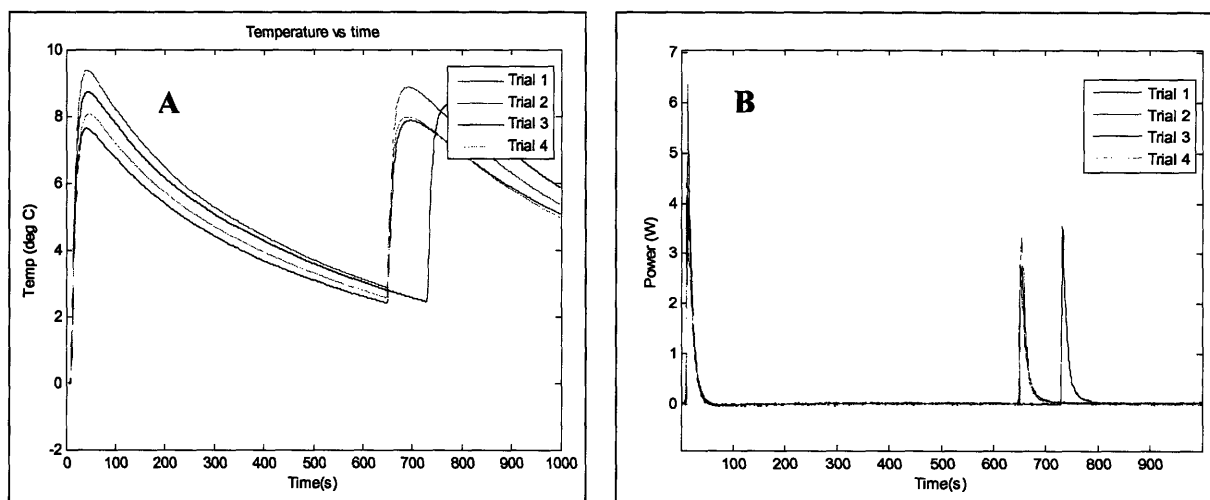 Temperature vs time
10
8
6
4
2
0
-2
Temp (deg C)
A
Trial 1
Trial 2
Trial 3
Trial 4
0 100 200 300 400 500 600 700 800 900 1000
Time(s)
7
6
5
4
3
2
1
0
Power (W)
B
Trial 1
Trial 2
Trial 3
Trial 4
100 200 300 400 500 600 700 800 900
Time(s)